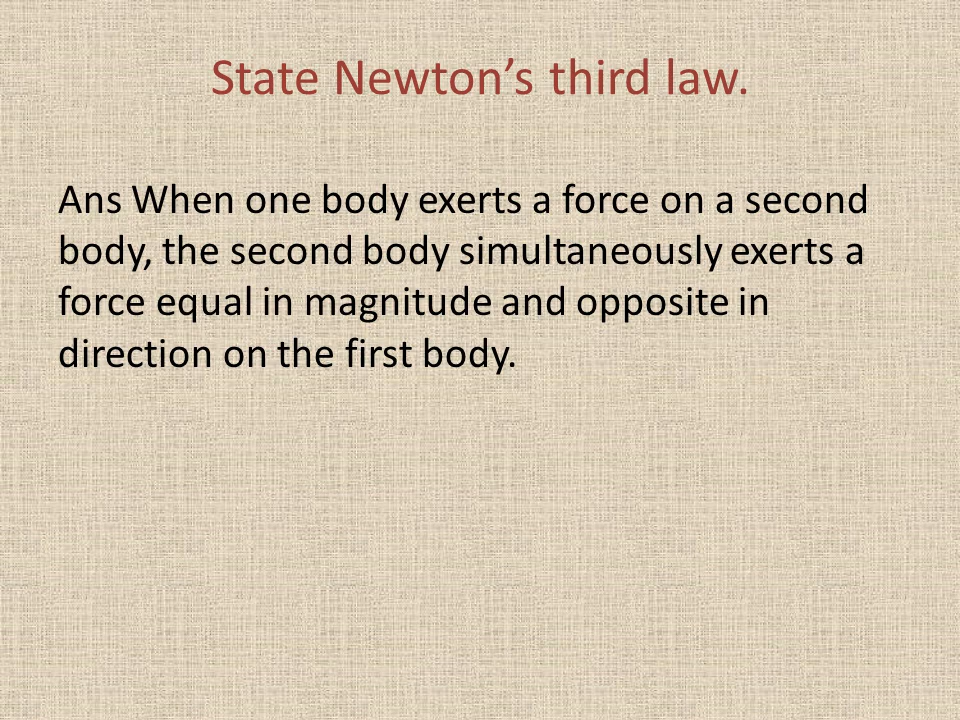 State Newton’s third law.
Ans When one body exerts a force on a second
body, the second body simultaneously exerts a
force equal in magnitude and opposite in
direction on the first body.